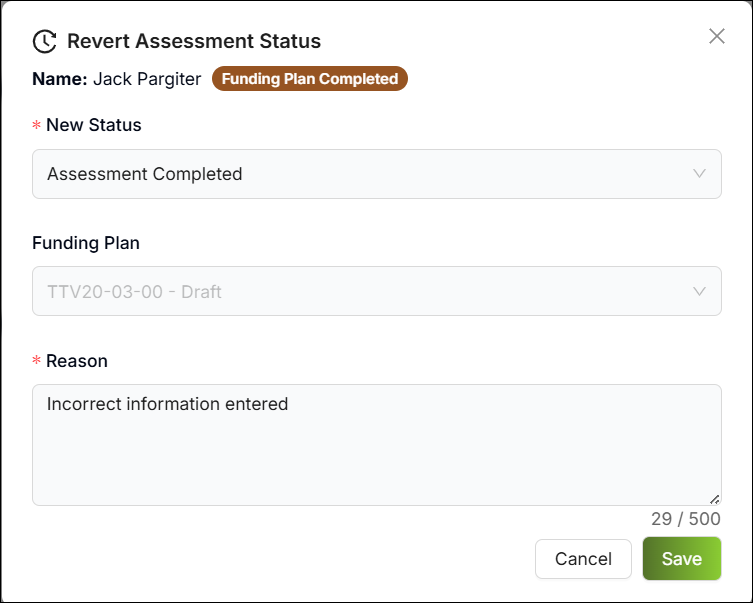 Revert Assessment Status
Name: Jack Pargiter Funding Plan Completed
* New Status
Assessment Completed
Funding Plan
TTV20-03-00 - Draft
* Reason
Incorrect information entered
29 / 500
Cancel Save